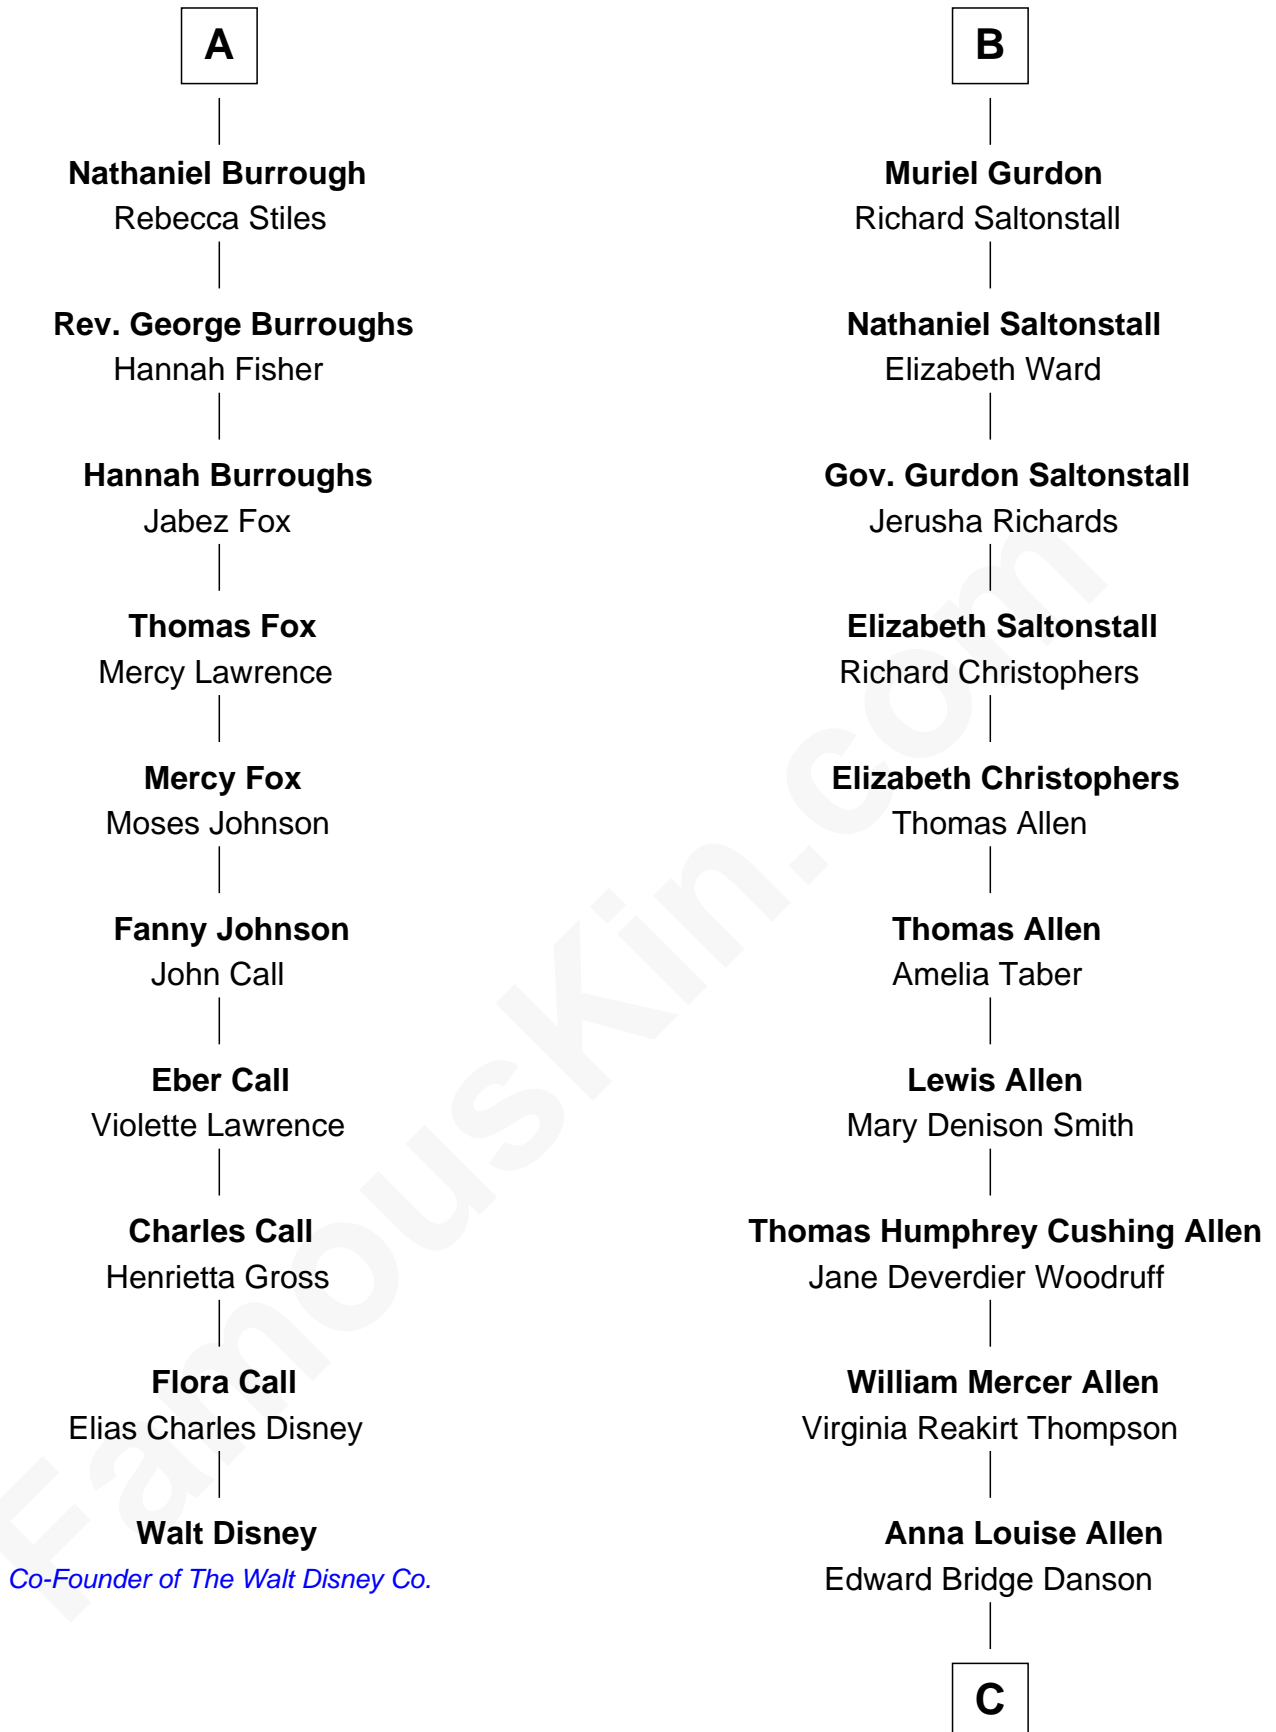 A
Nathaniel Burrough
Rebecca Stiles
Rev. George Burroughs
Hannah Fisher
Hannah Burroughs
Jabez Fox
Thomas Fox
Mercy Lawrence
Mercy Fox
Moses Johnson
Fanny Johnson
John Call
Eber Call
Violette Lawrence
Charles Call
Henrietta Gross
Flora Call
Elias Charles Disney
Walt Disney
Co-Founder of The Walt Disney Co.
B
Muriel Gurdon
Richard Saltonstall
Nathaniel Saltonstall
Elizabeth Ward
Gov. Gurdon Saltonstall
Jerusha Richards
Elizabeth Saltonstall
Richard Christophers
Elizabeth Christophers
Thomas Allen
Thomas Allen
Amelia Taber
Lewis Allen
Mary Denison Smith
Thomas Humphrey Cushing Allen
Jane Deverdier Woodruff
William Mercer Allen
Virginia Reakirt Thompson
Anna Louise Allen
Edward Bridge Danson
C
FamousKin.com